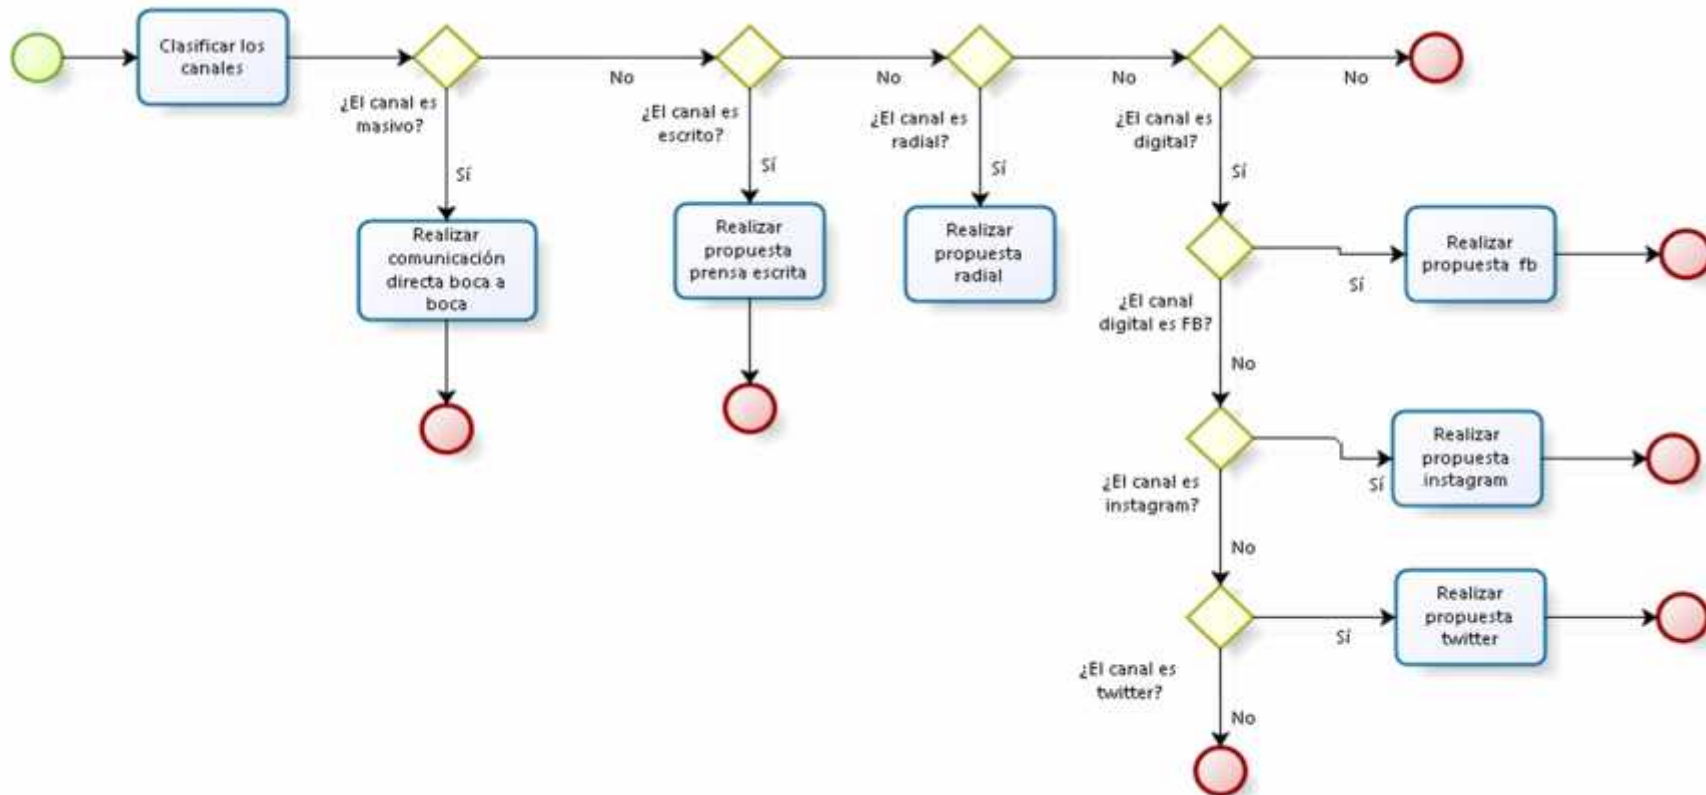 Clasificar los
canales
¿El canal es
masivo?
No
Sí
Realizar
comunicación
directa boca a
boca
¿El canal es
escrito?
No
Sí
Realizar
propuesta
prensa escrita
¿El canal es
radial?
No
Sí
Realizar
propuesta
radial
¿El canal es
digital?
No
Sí
¿El canal
digital es FB?
Sí
Realizar
propuesta fb
No
¿El canal es
instagram?
Sí
Realizar
propuesta
instagram
No
¿El canal es
twitter?
Sí
Realizar
propuesta
twitter
No